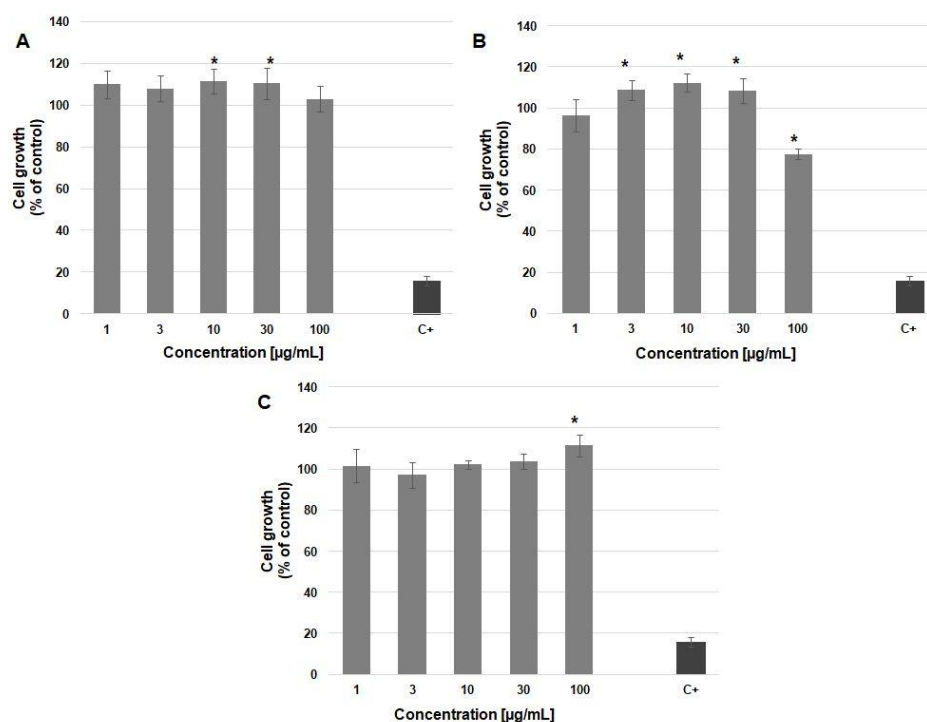 A
140
120
100
80
60
40
20
0
* *
Cell growth
(% of control)
1 3 10 30 100 C+
Concentration [µg/mL]
B
140
120
100
80
60
40
20
0
* * * *
Cell growth
(% of control)
1 3 10 30 100 C+
Concentration [µg/mL]
C
140
120
100
80
60
40
20
0
*
Cell growth
(% of control)
1 3 10 30 100 C+
Concentration [µg/mL]